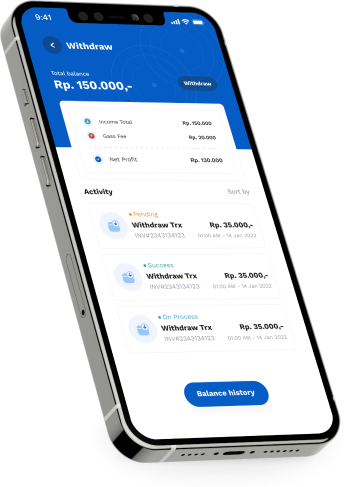 9:41
Withdraw
Total balance
Rp. 150.000,-
Withdraw
Income Total Rp. 150.000
Gass Fee Rp. 20.000
Net Profit Rp. 130.000
Activity Sort by
Pending
Withdraw Trx Rp. 35.000,-
INV#2343134123 01:00 AM - 14 Jan 2022
Success
Withdraw Trx Rp. 35.000,-
INV#2343134123 01:00 AM - 14 Jan 2022
On Process
Withdraw Trx Rp. 35.000,-
INV#2343134123 01:00 AM - 14 Jan 2022
Balance history